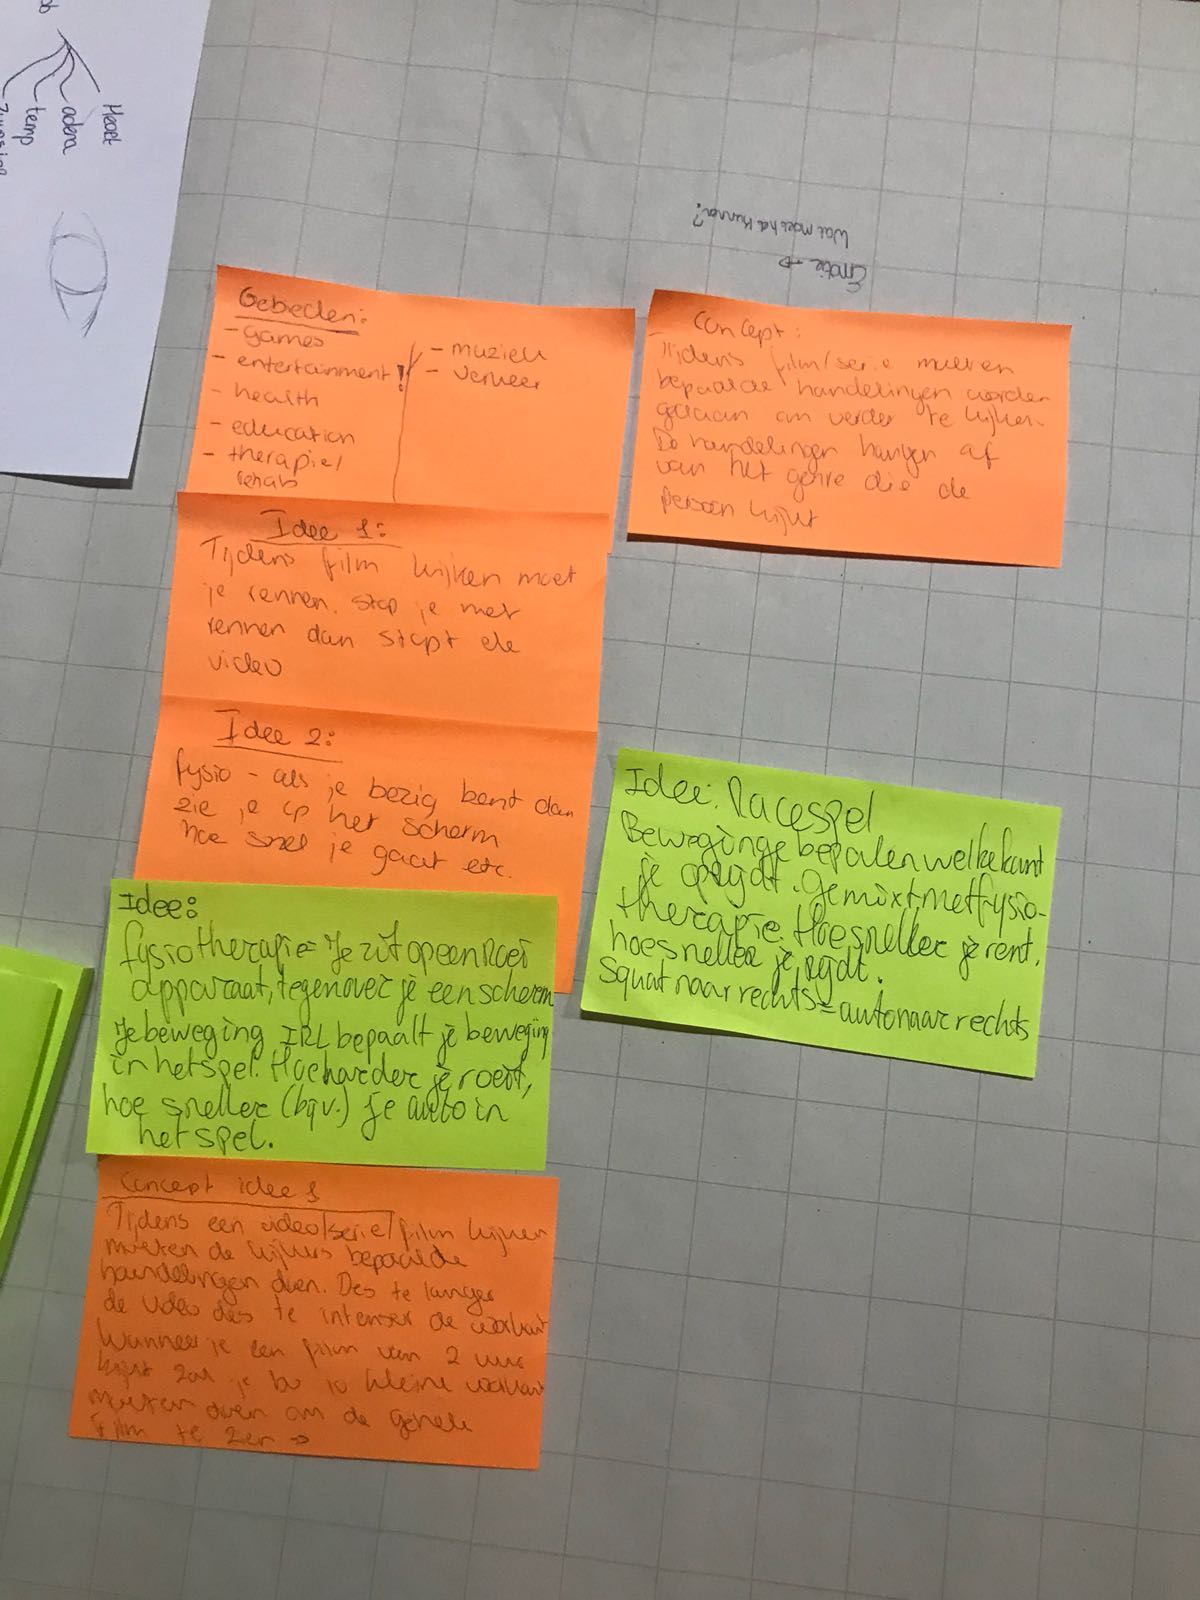 Hoef
adera
temp
Emotie →
Wat moet het kunnen?
Gebieden:
- games
- entertainment !
- health
- education
- therapie/
rehab
- muziek
- verkeer
Concept:
Tijdens film/serie moeten
bepaalde handelingen worden
gedaan om verder te kijken.
De handelingen hangen af
van het genre die de
persoon kijkt
Idee 1:
Tijdens film kijken moet
je rennen. stop je met
rennen dan stopt de
video
Idee 2:
fysio - als je bezig bent dan
zie je op het scherm
hoe snel je gaat etc.
Idee: Racespel
Beweginge bepalen welke kant
je oprijdt. Gemixt met fysio-
therapie. Hoe sneller je rent,
hoe sneller je rijdt.
Squat naar rechts = auto naar rechts
Idee:
fysiotherapie = Je zit op een Roei
apparaat, tegenover je een scherm
Je beweging IRL bepaalt je beweging
in het spel. Hoe harder je roeit,
hoe sneller (bijv.) je auto in
het spel.
Concept idee 1
Tijdens een video/serie/film kijken
moeten de kijkers bepaalde
handelingen doen. Des te langer
de video des te intenser de workout
Wanneer je een film van 2 uur
kijkt zal je bv 10 kleine workout
moeten doen om de gehele
film te zien →